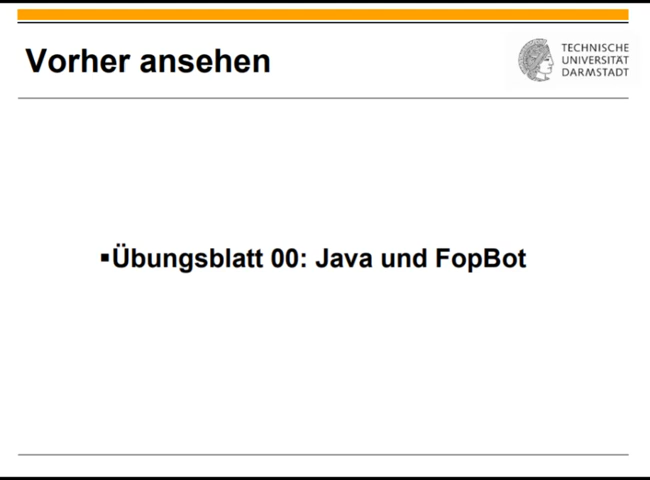 Vorher ansehen
TECHNISCHE
UNIVERSITÄT
DARMSTADT
▪Übungsblatt 00: Java und FopBot